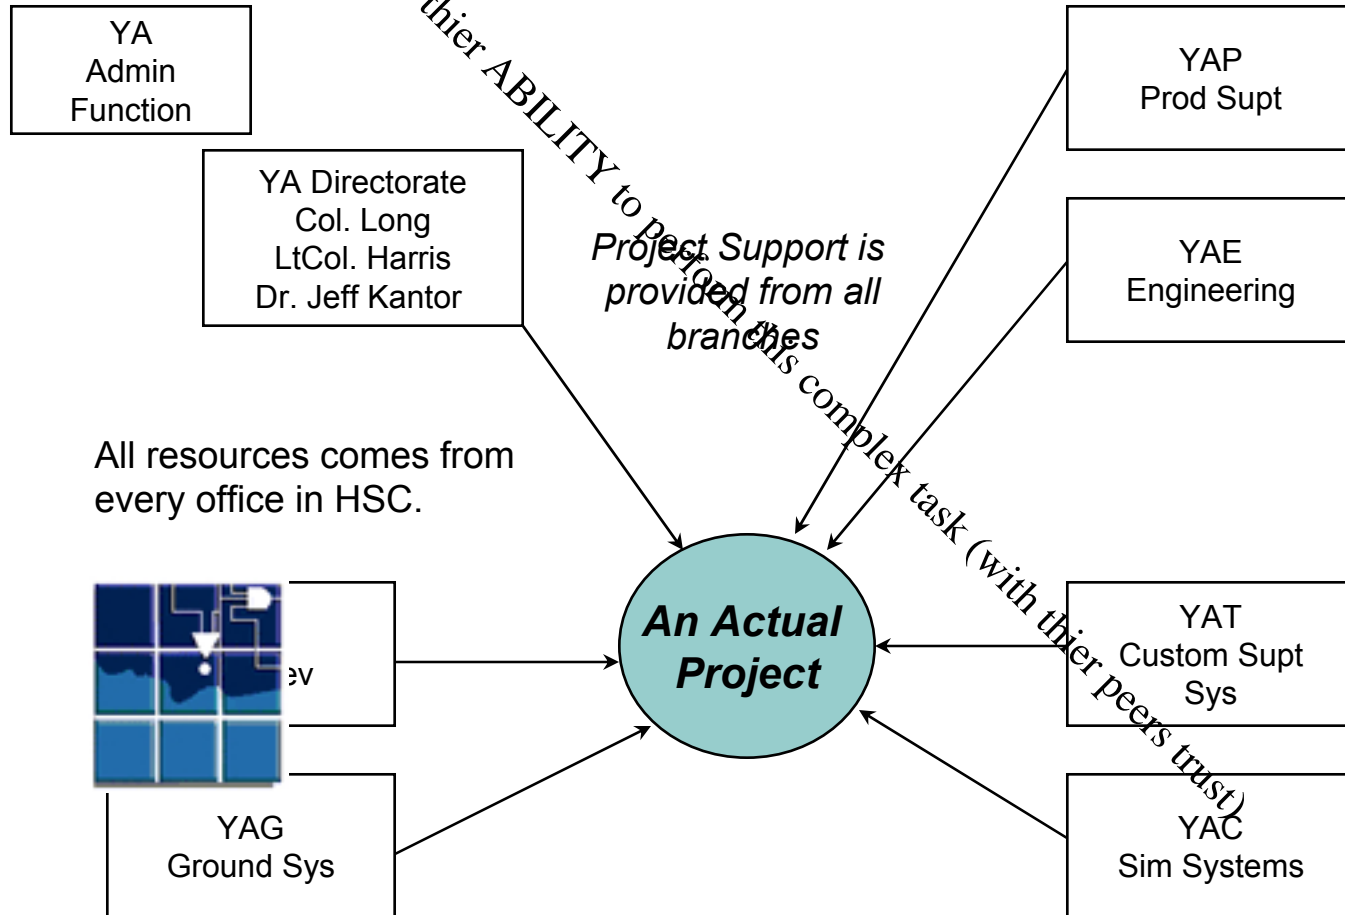 YA
Admin
Function
YA Directorate
Col. Long
LtCol. Harris
Dr. Jeff Kantor
thier ABILITY to perform this complex task (with thier peers trust)
Project Support is
provided from all
branches
YAP
Prod Supt
YAE
Engineering
All resources comes from
every office in HSC.
ev
An Actual
Project
YAT
Custom Supt
Sys
YAG
Ground Sys
YAC
Sim Systems